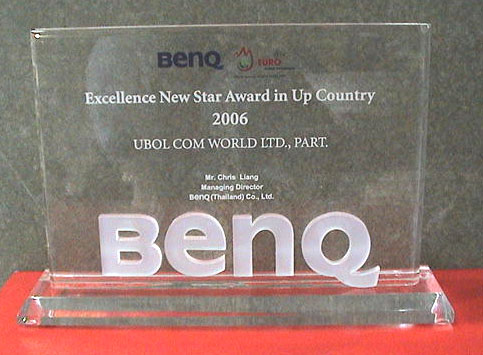 BenQ EURO
Excellence New Star Award in Up Country
2006
UBOL COM WORLD LTD., PART.
Mr. Chris Liang
Managing Director
BenQ (Thailand) Co., Ltd.
BenQ